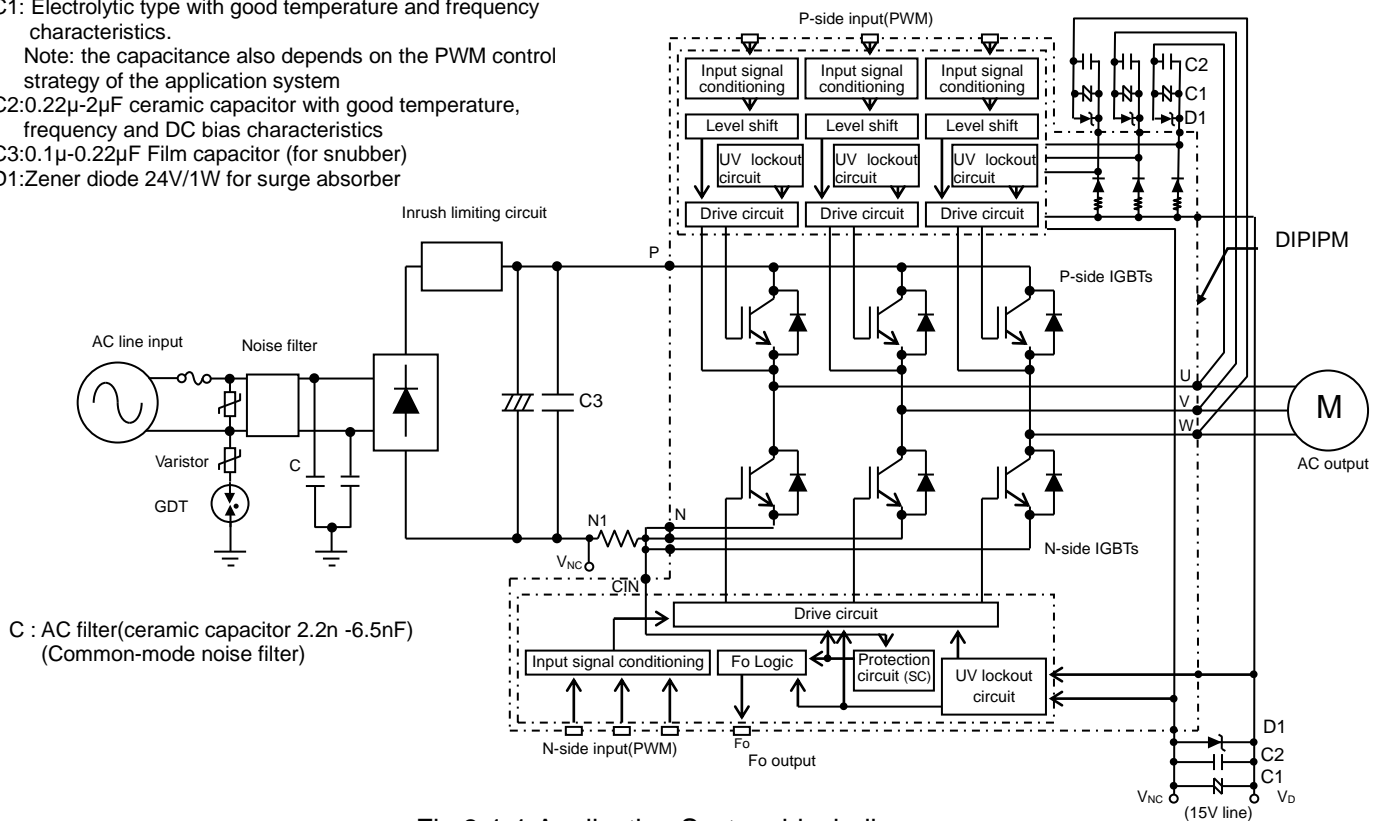 C1: Electrolytic type with good temperature and frequency
characteristics.
Note: the capacitance also depends on the PWM control
strategy of the application system
C2:0.22μ-2μF ceramic capacitor with good temperature,
frequency and DC bias characteristics
C3:0.1μ-0.22μF Film capacitor (for snubber)
D1:Zener diode 24V/1W for surge absorber
P-side input(PWM)
Input signal
conditioning
Input signal
conditioning
Input signal
conditioning
Level shift
Level shift
Level shift
UV lockout
circuit
UV lockout
circuit
UV lockout
circuit
Drive circuit
Drive circuit
Drive circuit
C2
C1
D1
DIPIPM
Inrush limiting circuit
P
P-side IGBTs
AC line input
Noise filter
C3
U
V
W
M
AC output
Varistor
C
GDT
N1
N
VNC
N-side IGBTs
CIN
C : AC filter(ceramic capacitor 2.2n -6.5nF)
(Common-mode noise filter)
Drive circuit
Input signal conditioning
Fo Logic
Protection
circuit (SC)
UV lockout
circuit
N-side input(PWM)
Fo
Fo output
D1
C2
C1
VNC
(15V line)
VD